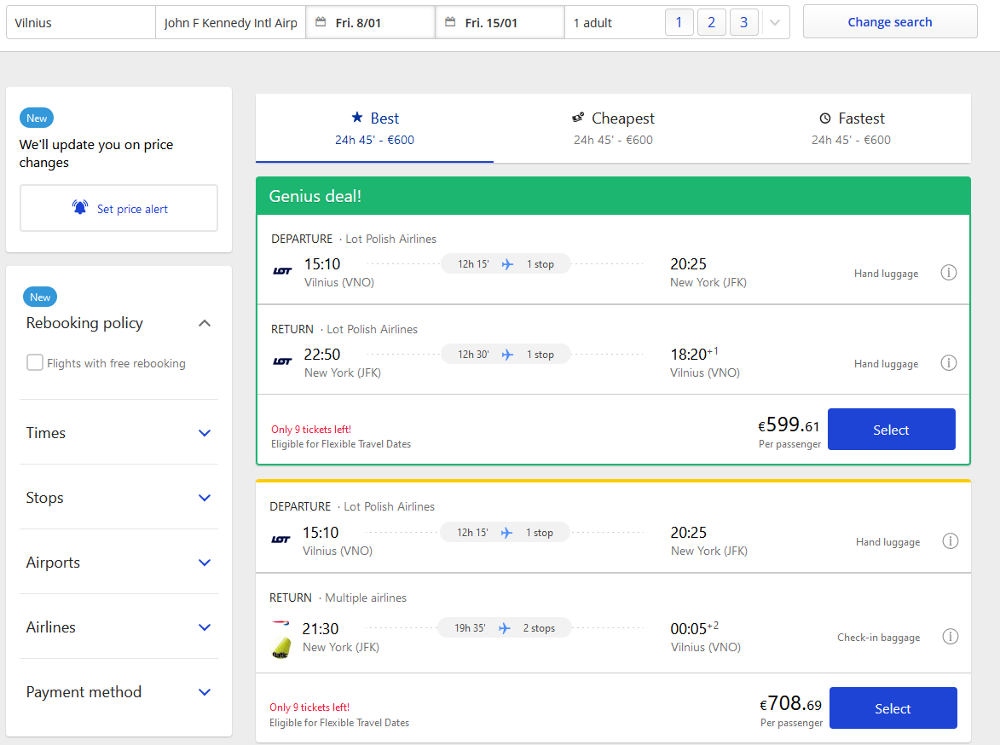 Vilnius
John F Kennedy Intl Airp
Fri. 8/01
Fri. 15/01
1 adult
1
2
3
Change search
New
We'll update you on price
changes
Set price alert
New
Rebooking policy
Flights with free rebooking
Times
Stops
Airports
Airlines
Payment method
Best
24h 45' - €600
Cheapest
24h 45' - €600
Fastest
24h 45' - €600
Genius deal!
DEPARTURE · Lot Polish Airlines
LOT
15:10
Vilnius (VNO)
12h 15' 1 stop
20:25
New York (JFK)
Hand luggage
RETURN · Lot Polish Airlines
LOT
22:50
New York (JFK)
12h 30' 1 stop
18:20+1
Vilnius (VNO)
Hand luggage
Only 9 tickets left!
Eligible for Flexible Travel Dates
€599.61
Per passenger
Select
DEPARTURE · Lot Polish Airlines
LOT
15:10
Vilnius (VNO)
12h 15' 1 stop
20:25
New York (JFK)
Hand luggage
RETURN · Multiple airlines
Baltic
21:30
New York (JFK)
19h 35' 2 stops
00:05+2
Vilnius (VNO)
Check-in baggage
Only 9 tickets left!
Eligible for Flexible Travel Dates
€708.69
Per passenger
Select